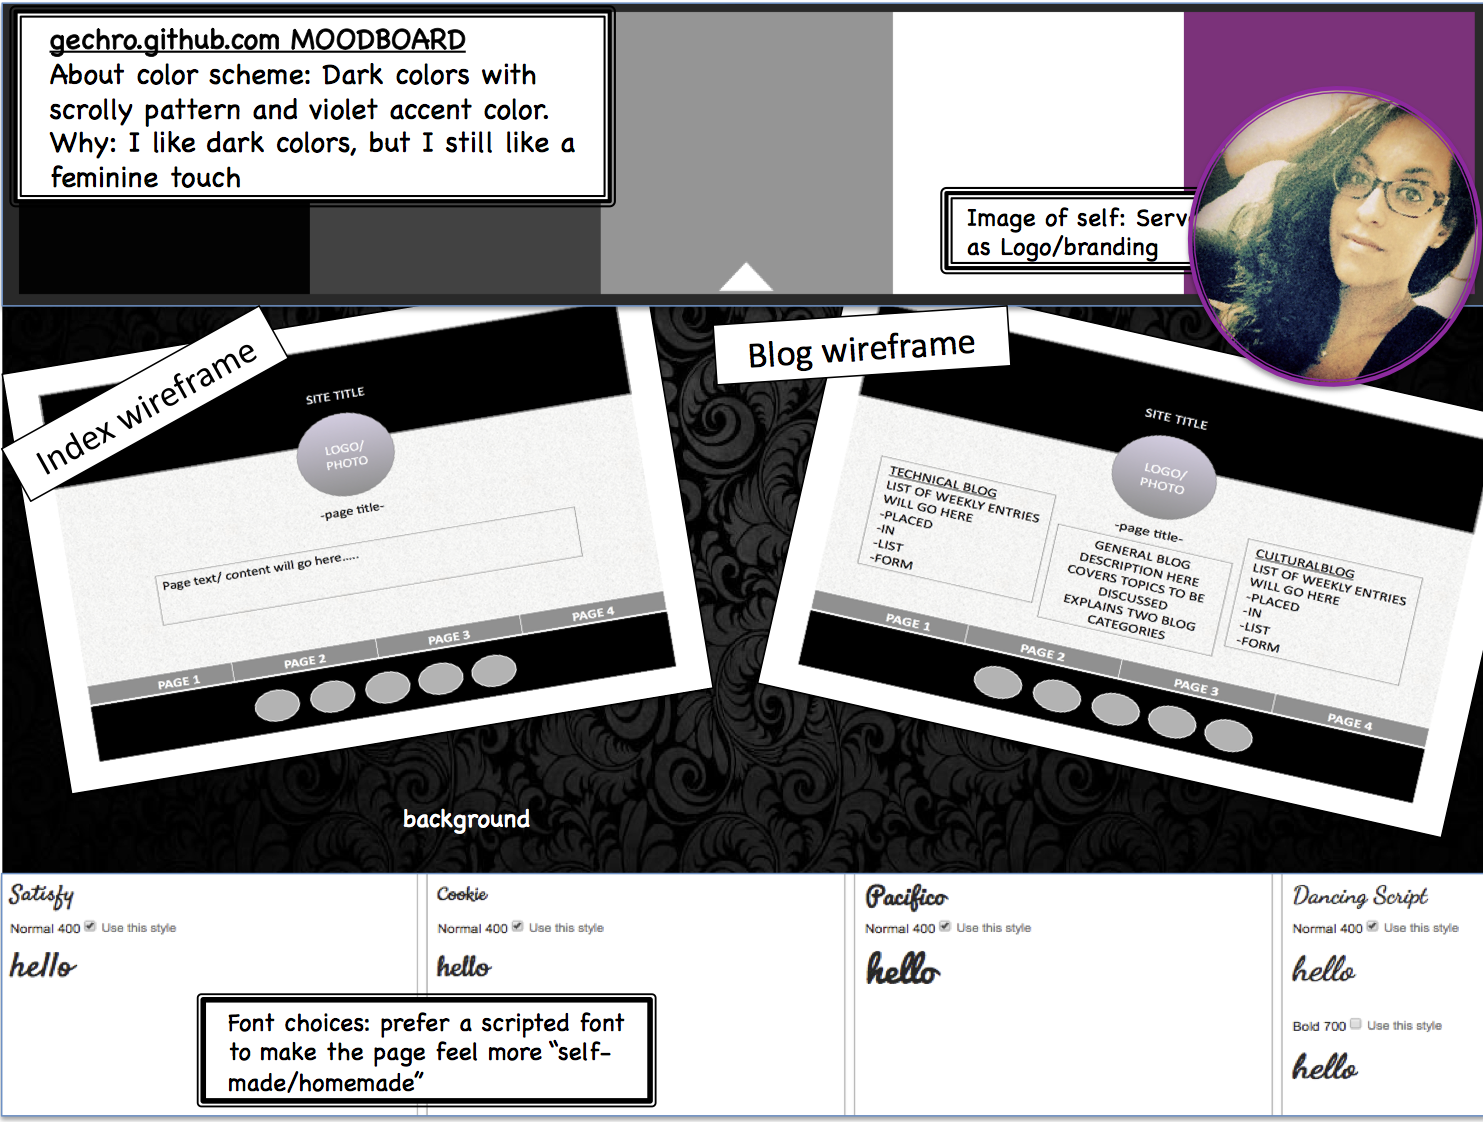 gechro.github.com MOODBOARD
About color scheme: Dark colors with
scrolly pattern and violet accent color.
Why: I like dark colors, but I still like a
feminine touch
Image of self: Serv
as Logo/branding
Index wireframe
SITE TITLE
LOGO/
PHOTO
-page title-
Page text/ content will go here.....
PAGE 1
PAGE 2
PAGE 3
PAGE 4
Blog wireframe
SITE TITLE
LOGO/
PHOTO
-page title-
TECHNICAL BLOG
LIST OF WEEKLY ENTRIES
WILL GO HERE
-PLACED
-IN
-LIST
-FORM
GENERAL BLOG
DESCRIPTION HERE
COVERS TOPICS TO BE
DISCUSSED
EXPLAINS TWO BLOG
CATEGORIES
CULTURALBLOG
LIST OF WEEKLY ENTRIES
WILL GO HERE
-PLACED
-IN
-LIST
-FORM
PAGE 1
PAGE 2
PAGE 3
PAGE 4
background
Satisfy
Normal 400 Use this style
hello
Cookie
Normal 400 Use this style
hello
Pacifico
Normal 400 Use this style
hello
Dancing Script
Normal 400 Use this style
hello
Bold 700 Use this style
hello
Font choices: prefer a scripted font
to make the page feel more “self-
made/homemade”